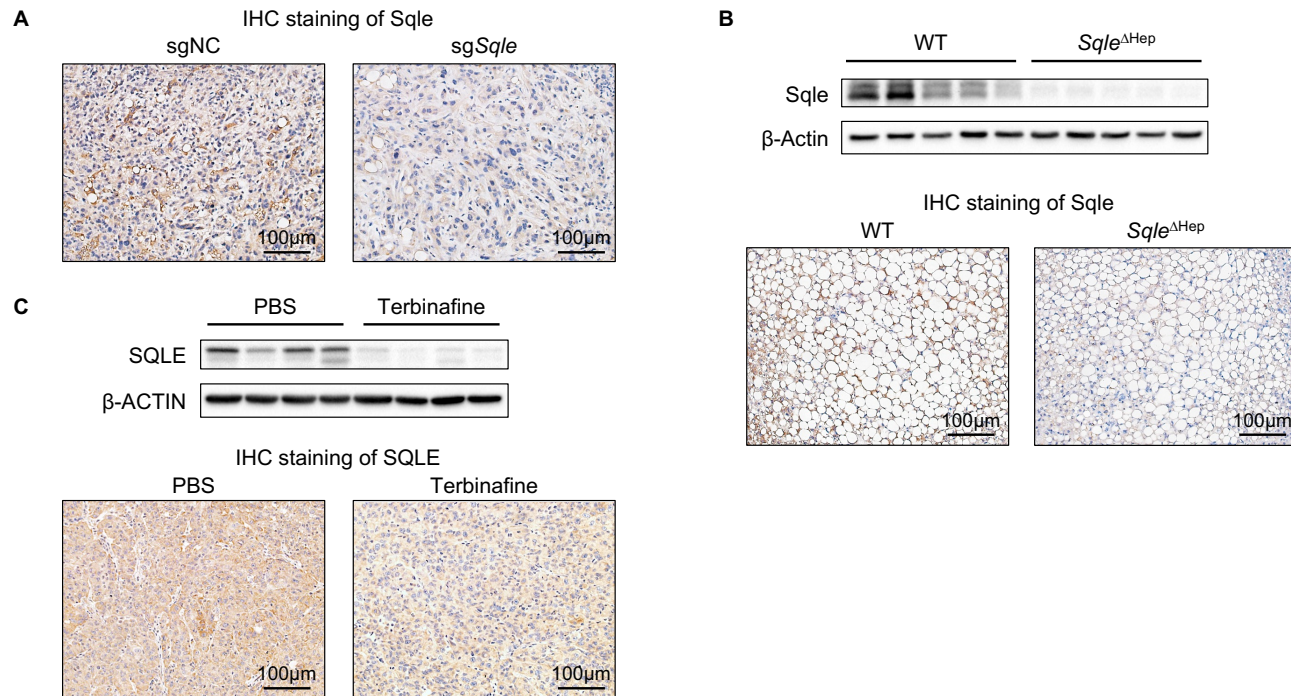 A
IHC staining of Sqle
sgNC
sgSqle
100μm
100μm
B
WT
SqleΔHep
Sqle
β-Actin
IHC staining of Sqle
WT
SqleΔHep
100μm
100μm
C
PBS
Terbinafine
SQLE
β-ACTIN
IHC staining of SQLE
PBS
Terbinafine
100μm
100μm